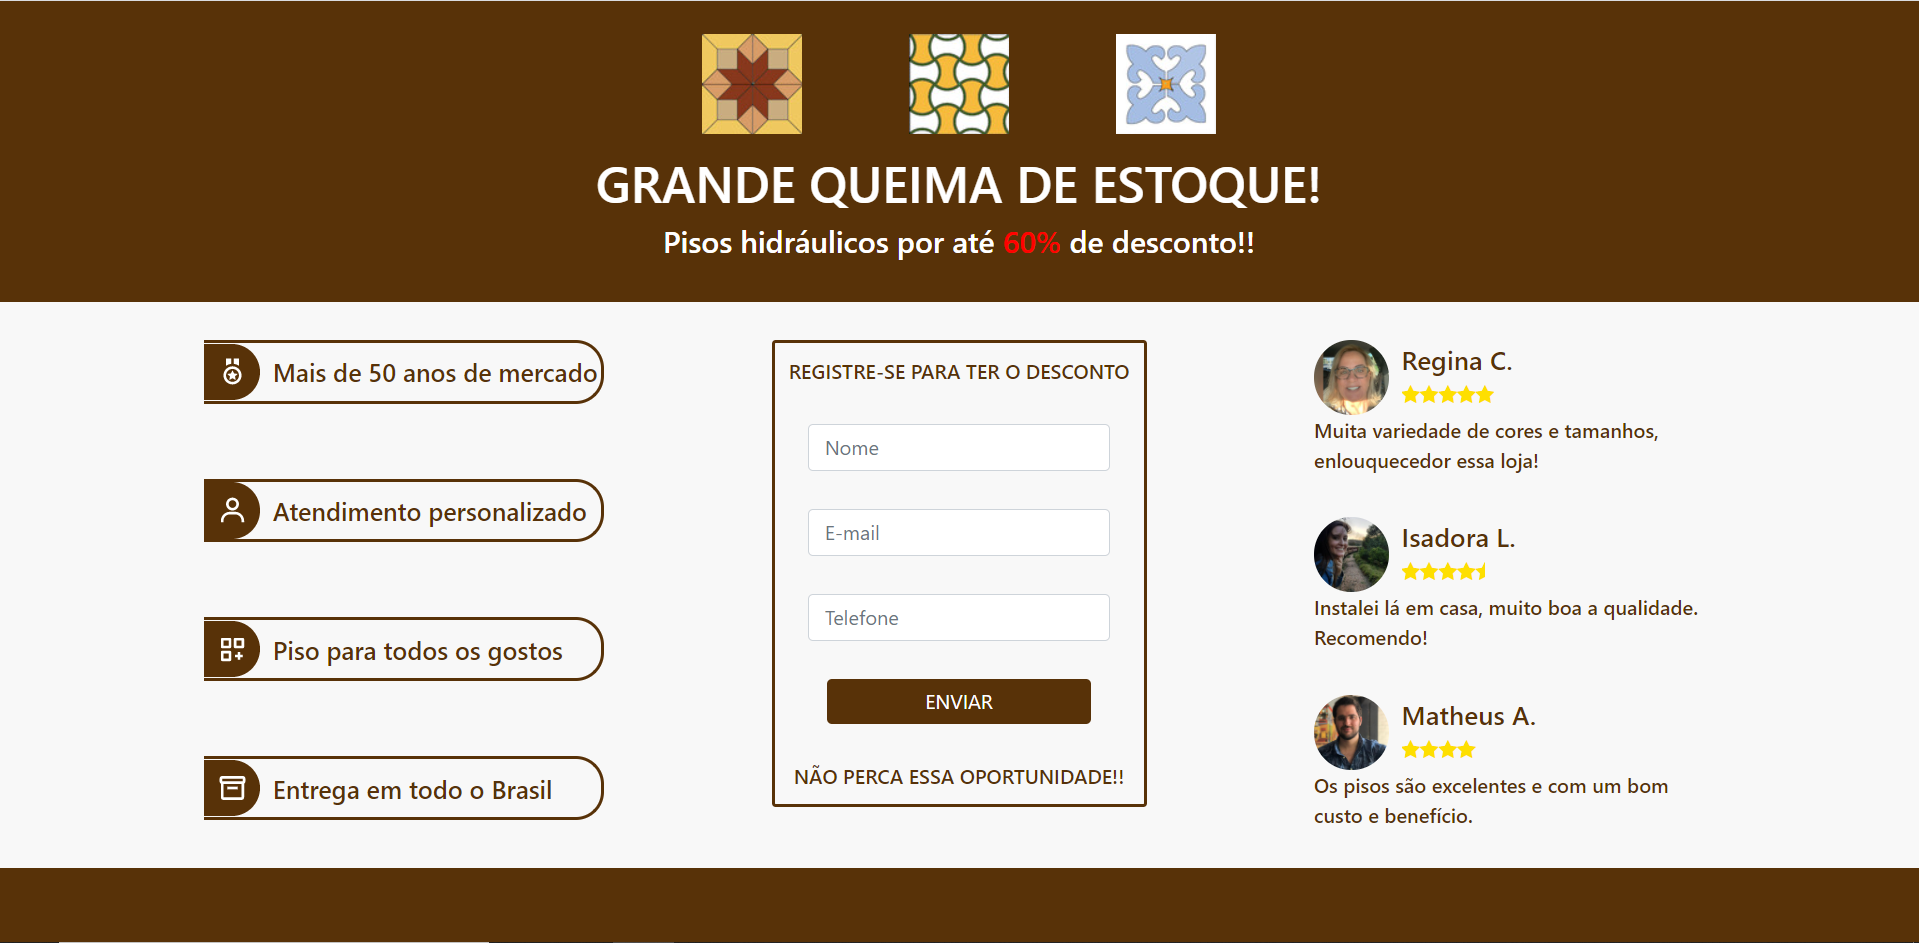 GRANDE QUEIMA DE ESTOQUE!
Pisos hidráulicos por até 60% de desconto!!
Mais de 50 anos de mercado
Atendimento personalizado
Piso para todos os gostos
Entrega em todo o Brasil
REGISTRE-SE PARA TER O DESCONTO
Nome
E-mail
Telefone
ENVIAR
NÃO PERCA ESSA OPORTUNIDADE!!
Regina C.
Muita variedade de cores e tamanhos,
enlouquecedor essa loja!
Isadora L.
Instalei lá em casa, muito boa a qualidade.
Recomendo!
Matheus A.
Os pisos são excelentes e com um bom
custo e benefício.